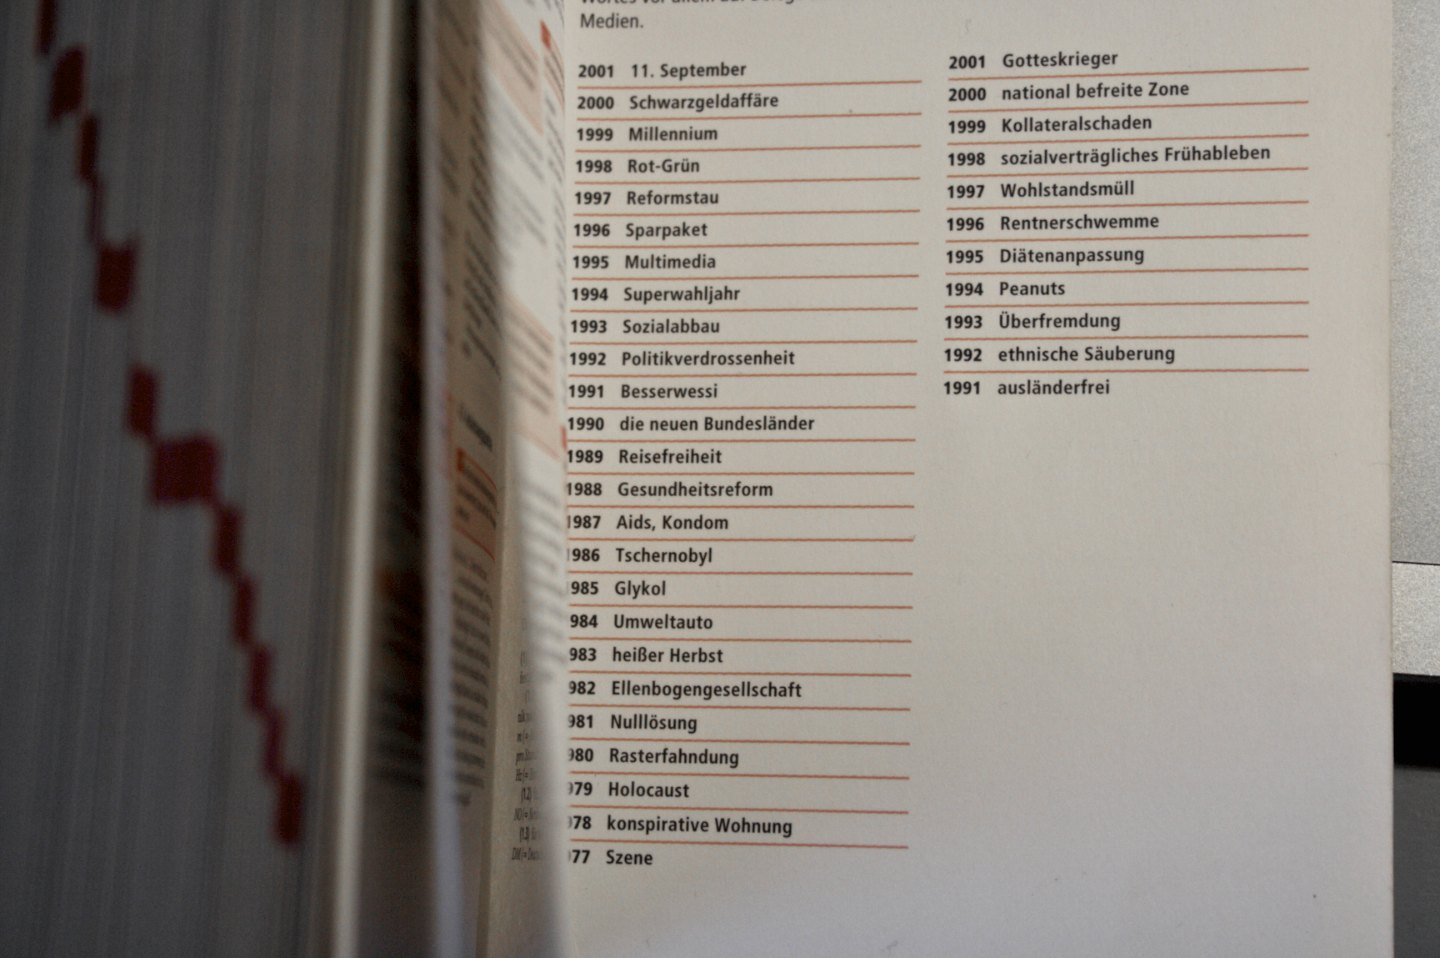 Medien.
2001 11. September
2000 Schwarzgeldaffäre
1999 Millennium
1998 Rot-Grün
1997 Reformstau
1996 Sparpaket
1995 Multimedia
1994 Superwahljahr
1993 Sozialabbau
1992 Politikverdrossenheit
1991 Besserwessi
1990 die neuen Bundesländer
1989 Reisefreiheit
1988 Gesundheitsreform
1987 Aids, Kondom
1986 Tschernobyl
985 Glykol
984 Umweltauto
983 heißer Herbst
982 Ellenbogengesellschaft
981 Nulllösung
980 Rasterfahndung
79 Holocaust
78 konspirative Wohnung
77 Szene
2001 Gotteskrieger
2000 national befreite Zone
1999 Kollateralschaden
1998 sozialverträgliches Frühableben
1997 Wohlstandsmüll
1996 Rentnerschwemme
1995 Diätenanpassung
1994 Peanuts
1993 Überfremdung
1992 ethnische Säuberung
1991 ausländerfrei